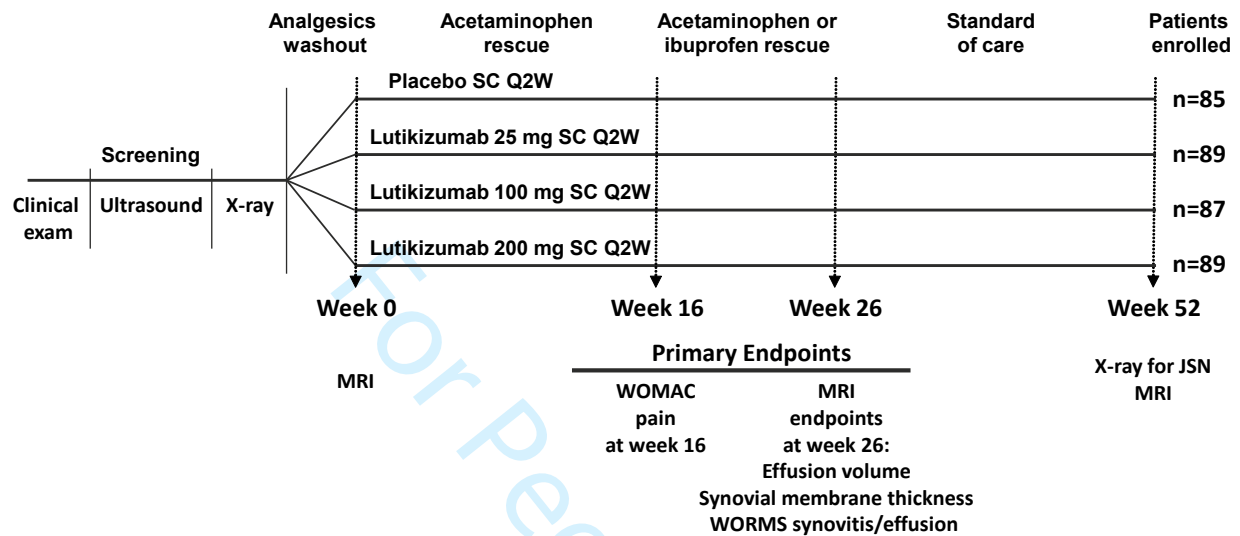 Analgesics washout
Acetaminophen rescue
Acetaminophen or ibuprofen rescue
Standard of care
Patients enrolled
Placebo SC Q2W
n=85
Lutikizumab 25 mg SC Q2W
n=89
Screening
Lutikizumab 100 mg SC Q2W
n=87
Clinical exam
Ultrasound
X-ray
Lutikizumab 200 mg SC Q2W
n=89
Week 0
Week 16
Week 26
Week 52
Primary Endpoints
MRI
WOMAC
pain
at week 16
MRI
endpoints
at week 26:
Effusion volume
Synovial membrane thickness
WORMS synovitis/effusion
X-ray for JSN
MRI
For Pee